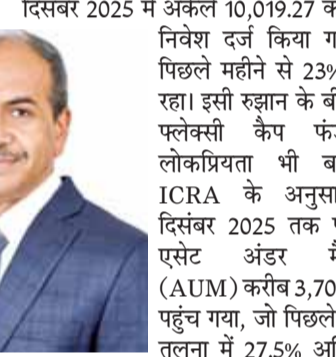 दिसंबर 2025 में अकेले 10,019.27
निवेश दर्ज किया
पिछले महीने से 23%
रहा। इसी रुझान के
फ्लेक्सी कैप
लोकप्रियता भी
ICRA के
दिसंबर 2025 तक
एसेट अंडर
(AUM) करीब 3,70
पहुंच गया, जो पिछले
तुलना में 27.5%